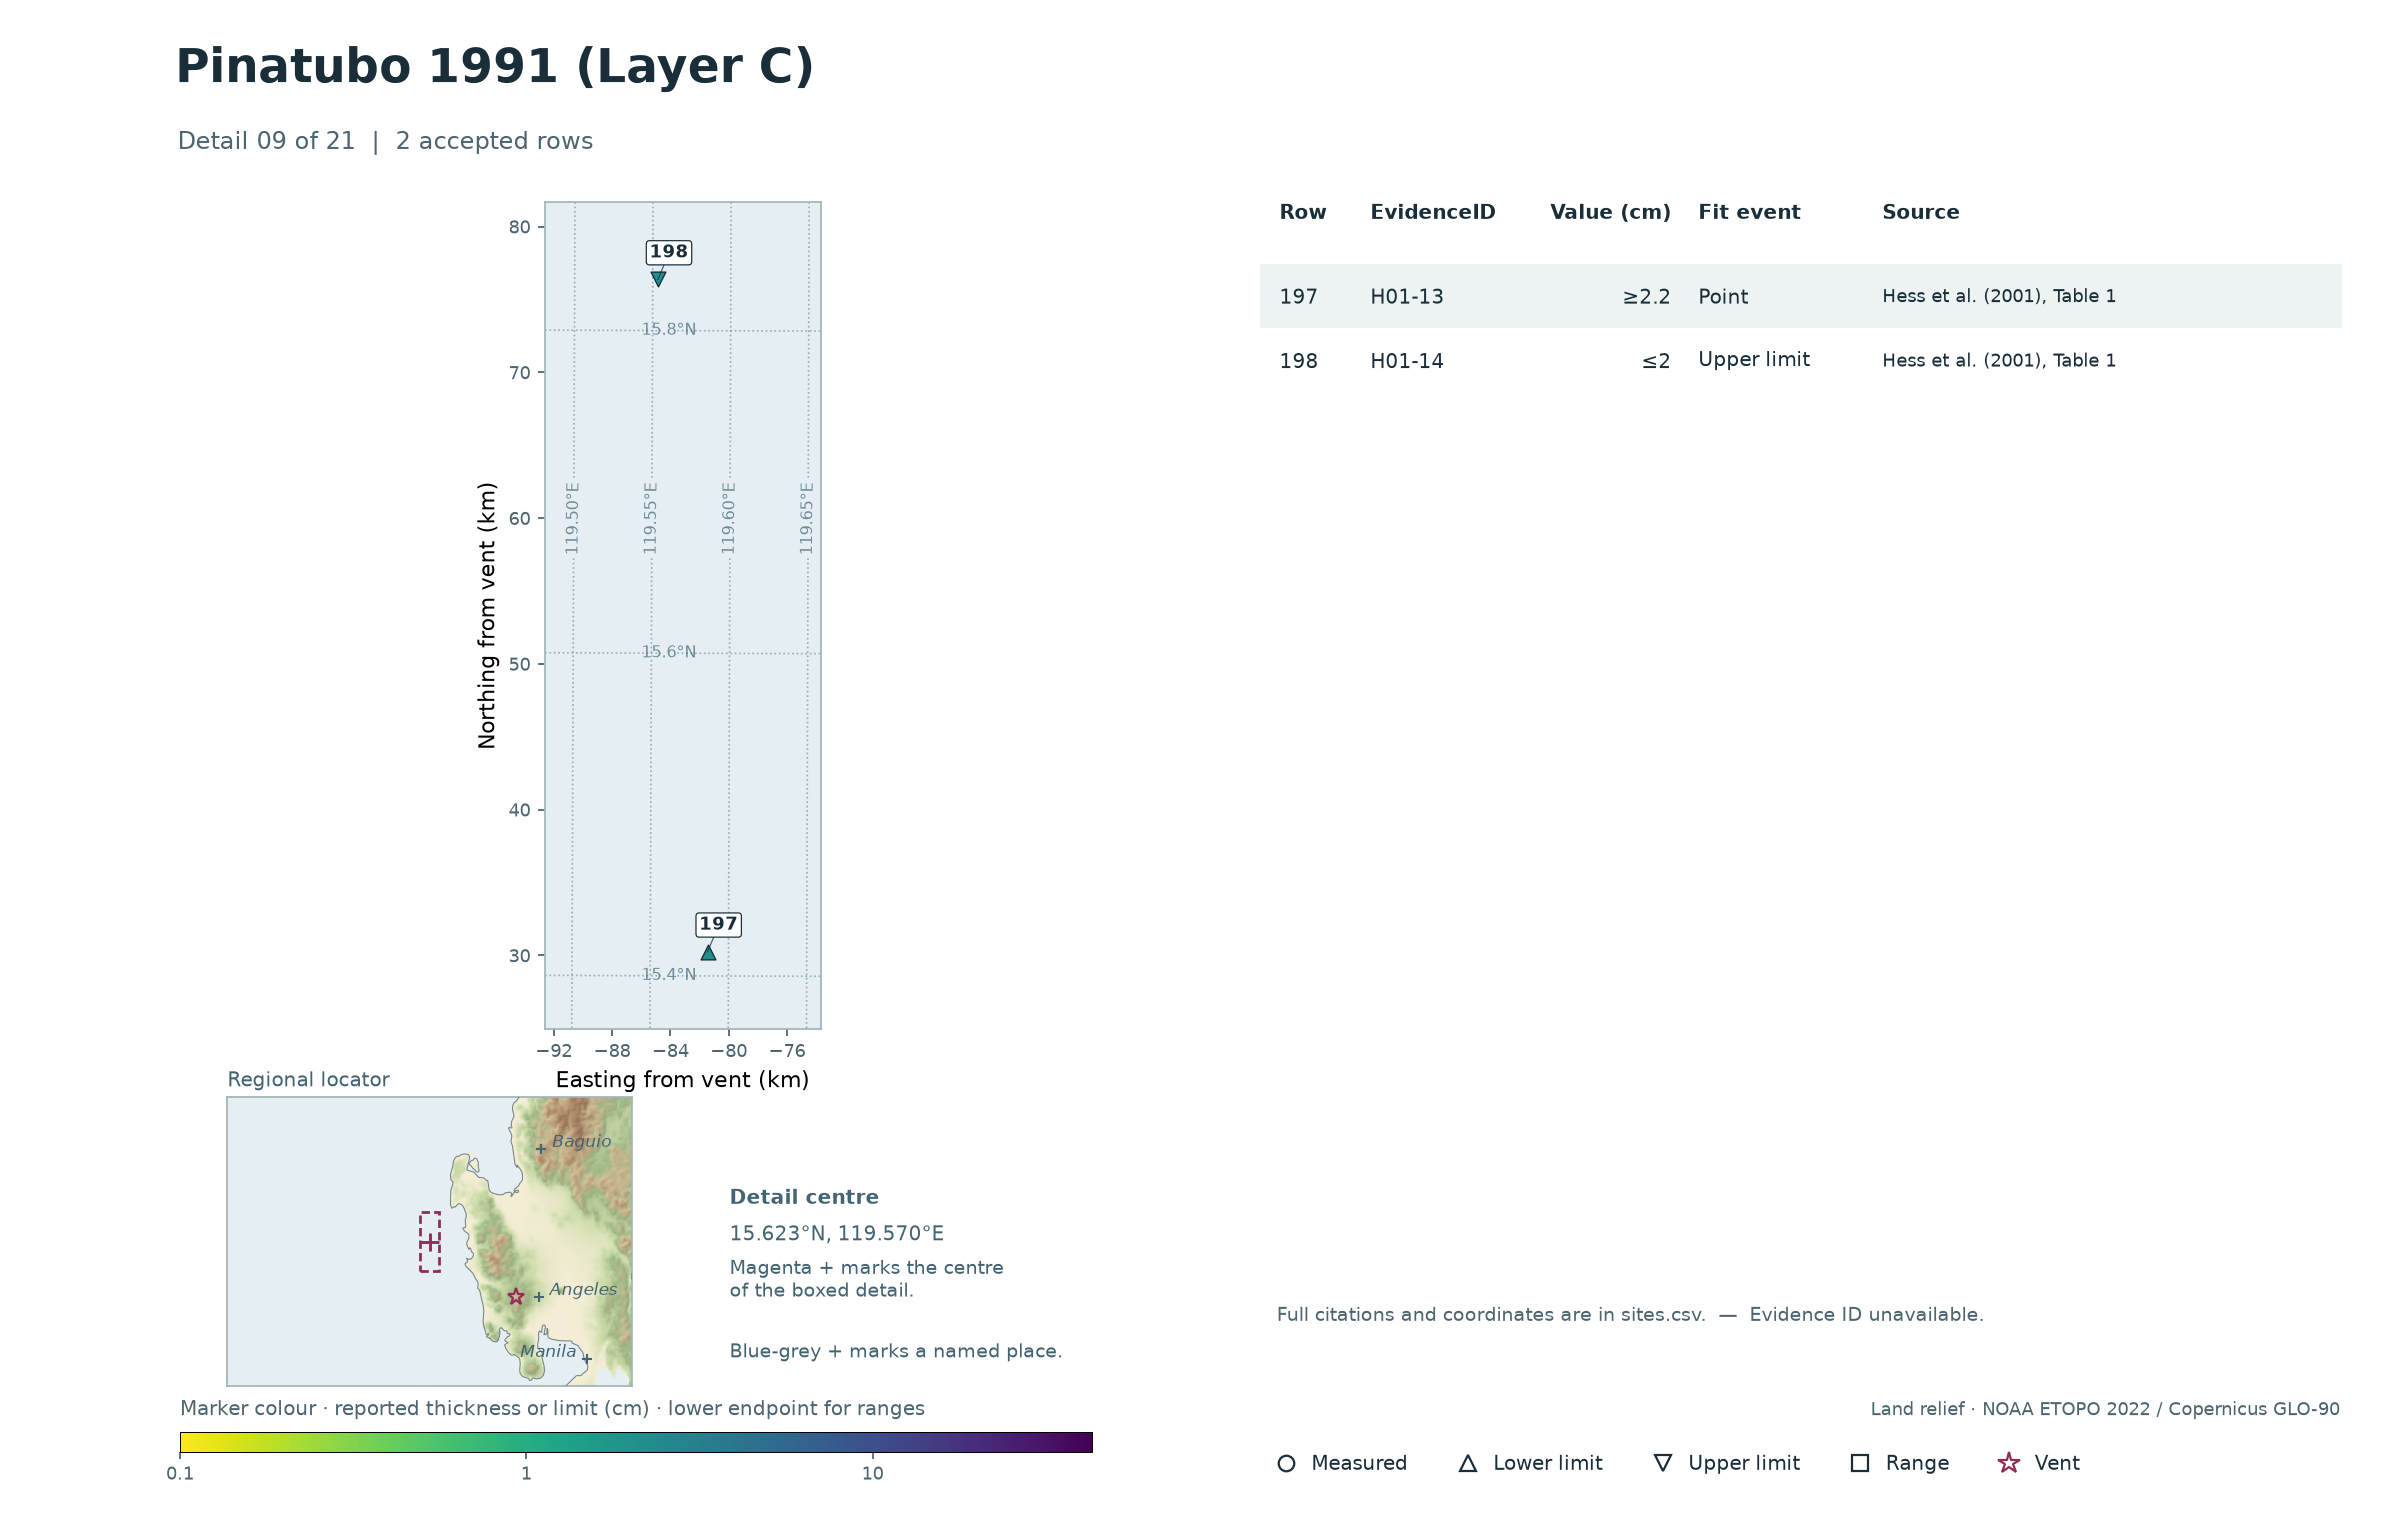 Pinatubo 1991 (Layer C)
Detail 09 of 21 | 2 accepted rows
80
70
60
50
40
30
Northing from vent (km)
198
15.8°N
119.50°E
119.55°E
119.60°E
119.65°E
15.6°N
197
15.4°N
−92 −88 −84 −80 −76
Easting from vent (km)
Row EvidenceID Value (cm) Fit event Source
197 H01-13 ≥2.2 Point Hess et al. (2001), Table 1
198 H01-14 ≤2 Upper limit Hess et al. (2001), Table 1
Regional locator
Baguio
Angeles
Manila
Detail centre
15.623°N, 119.570°E
Magenta + marks the centre
of the boxed detail.
Blue-grey + marks a named place.
Full citations and coordinates are in sites.csv. — Evidence ID unavailable.
Marker colour · reported thickness or limit (cm) · lower endpoint for ranges
0.1 1 10
Land relief · NOAA ETOPO 2022 / Copernicus GLO-90
Measured Lower limit Upper limit Range Vent